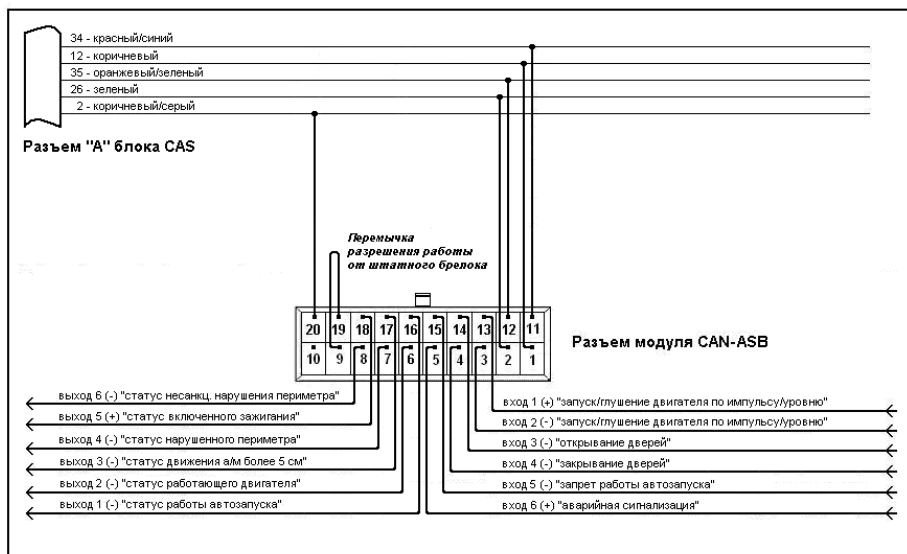 34 - красный/синий
12 - коричневый
35 - оранжевый/зеленый
26 - зеленый
2 - коричневый/серый
Разъем "А" блока CAS
Перемычка
разрешения работы
от штатного брелока
20 19 18 17 16 15 14 13 12 11
10 9 8 7 6 5 4 3 2 1
Разъем модуля CAN-ASB
выход 6 (-) "статус несанкц. нарушения периметра"
выход 5 (+) "статус включенного зажигания"
выход 4 (-) "статус нарушенного периметра"
выход 3 (-) "статус движения а/м более 5 см"
выход 2 (-) "статус работающего двигателя"
выход 1 (-) "статус работы автозапуска"
вход 1 (+) "запуск/глушение двигателя по импульсу/уровню"
вход 2 (-) "запуск/глушение двигателя по импульсу/уровню"
вход 3 (-) "открывание дверей"
вход 4 (-) "закрывание дверей"
вход 5 (-) "запрет работы автозапуска"
вход 6 (+) "аварийная сигнализация"